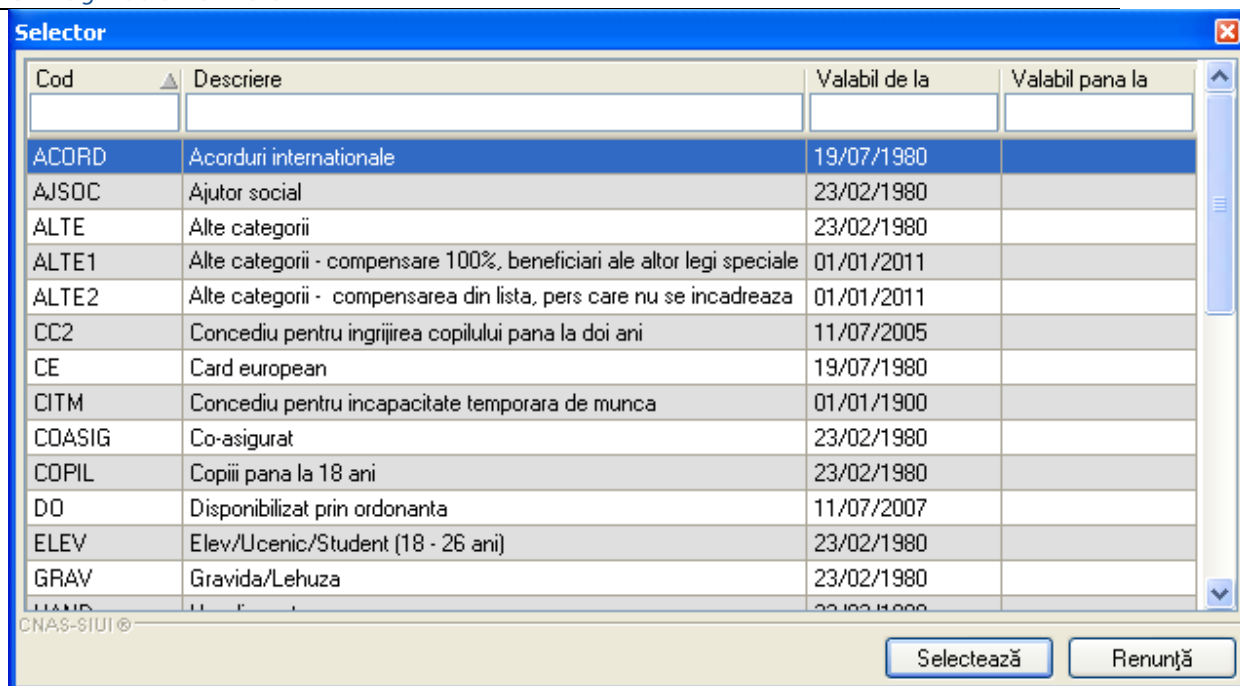 Selector
Cod Descriere Valabil de la Valabil pana la
ACORD Acorduri internationale 19/07/1980
AJSOC Ajutor social 23/02/1980
ALTE Alte categorii 23/02/1980
ALTE1 Alte categorii - compensare 100%, beneficiari ale altor legi speciale 01/01/2011
ALTE2 Alte categorii -  compensarea din lista, pers care nu se incadreaza 01/01/2011
CC2 Concediu pentru ingrijirea copilului pana la doi ani 11/07/2005
CE Card european 19/07/1980
CITM Concediu pentru incapacitate temporara de munca 01/01/1900
COASIG Co-asigurat 23/02/1980
COPIL Copiii pana la 18 ani 23/02/1980
DO Disponibilizat prin ordonanta 11/07/2007
ELEV Elev/Ucenic/Student (18 - 26 ani) 23/02/1980
GRAV Gravida/Lehuza 23/02/1980
CNAS-SIUI ®
Selectează Renunţă